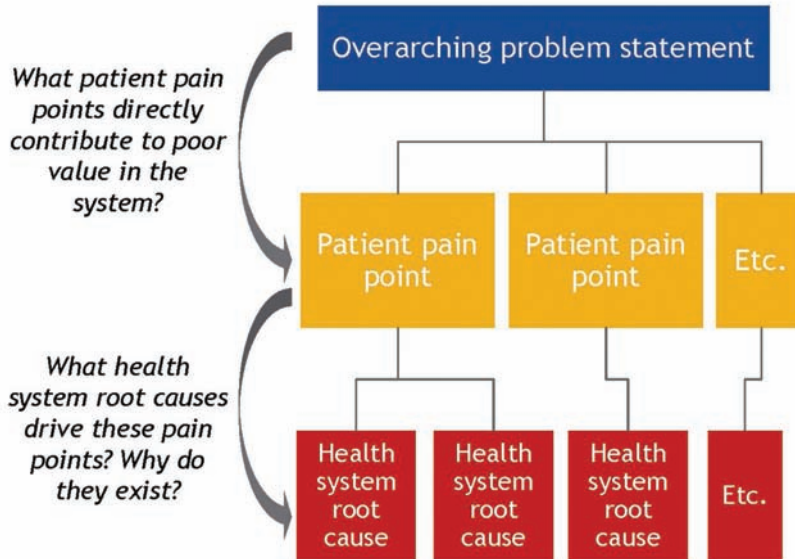 Overarching problem statement
What patient pain
points directly
contribute to poor
value in the
system?
Patient pain
point
Patient pain
point
Etc.
What health
system root causes
drive these pain
points? Why do
they exist?
Health
system
root
cause
Health
system
root
cause
Health
system
root
cause
Etc.